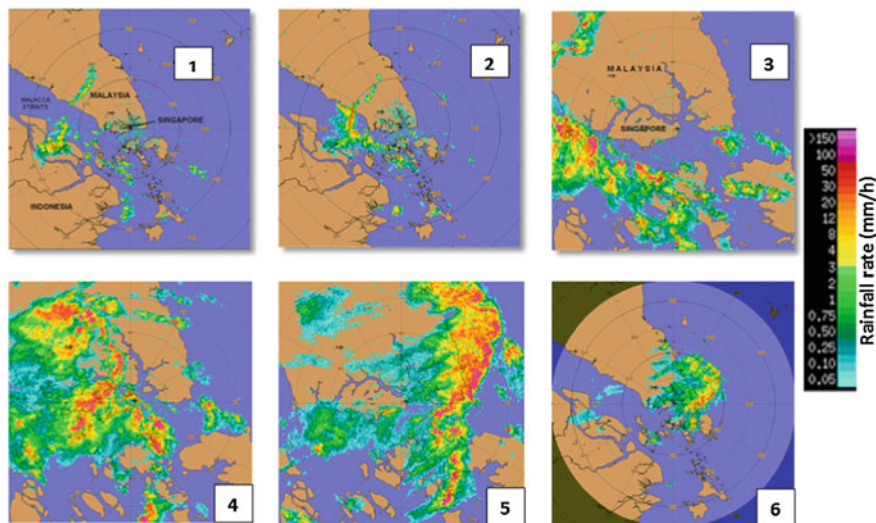 1
MALAYSIA
MALACCA
STRAITS
SINGAPORE
INDONESIA
2
3
MALAYSIA
SINGAPORE
4
5
6
>150
100
50
30
20
12
8
4
3
2
1
0.75
0.50
0.25
0.10
0.05
Rainfall rate (mm/h)